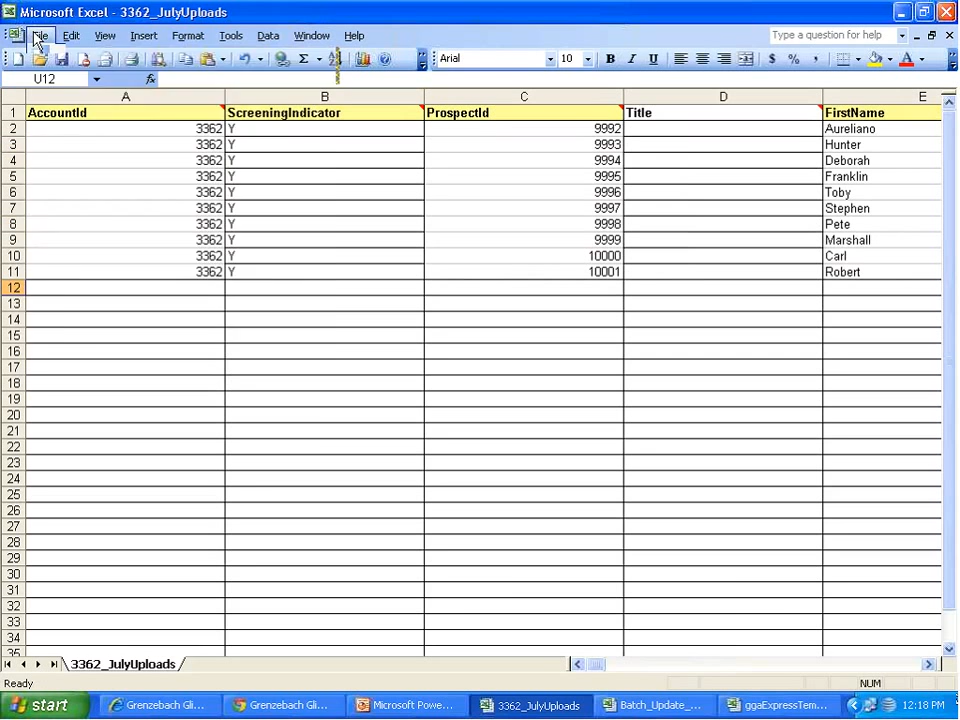 Microsoft Excel - 3362_JulyUploads
File Edit View Insert Format Tools Data Window Help Type a question for help
Arial 10 B I U $ % ,
U12 fx
A B C D E
1 AccountId ScreeningIndicator ProspectId Title FirstName
2 3362 Y 9992 Aureliano
3 3362 Y 9993 Hunter
4 3362 Y 9994 Deborah
5 3362 Y 9995 Franklin
6 3362 Y 9996 Toby
7 3362 Y 9997 Stephen
8 3362 Y 9998 Pete
9 3362 Y 9999 Marshall
10 3362 Y 10000 Carl
11 3362 Y 10001 Robert
12
13
14
15
16
17
18
19
20
21
22
23
24
25
26
27
28
29
30
31
32
33
34
35
3362_JulyUploads
Ready NUM
start Grenzebach Gli... Grenzebach Gli... Microsoft Powe... 3362_JulyUploads Batch_Update_... ggaExpressTem... 12:18 PM